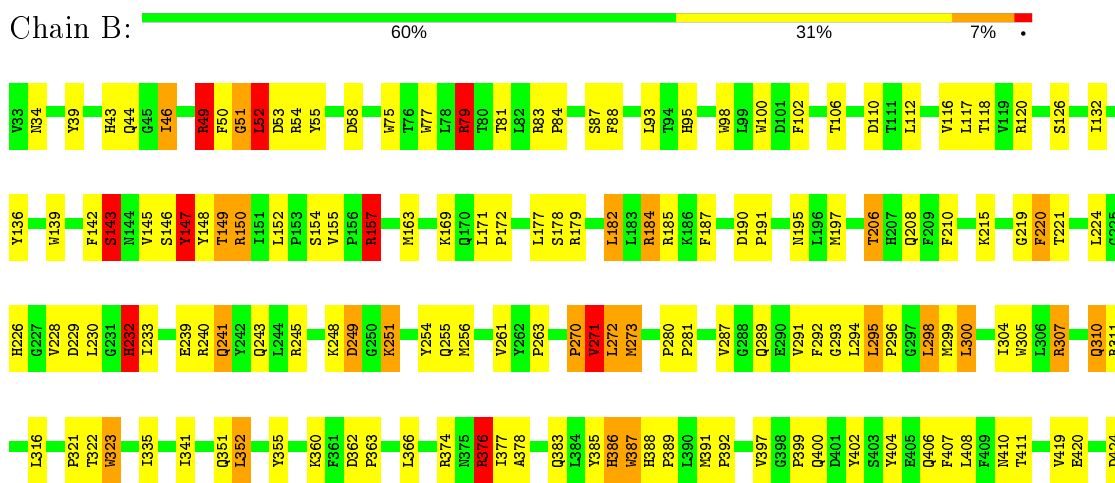 Chain B:
60% 31% 7% •
V33 N34 Y39 H43 Q44 G45 I46 R49 F50 G51 L52 D53 R54 Y55 D58 W75 T76 W77 L78 R79 T80 T81 L82 R83 P84 S87 F88 L93 T94 H95 W98 L99 W100 D101 F102 T106 D110 T111 L112 V116 L117 T118 V119 R120 S126 I132
Y136 W139 F142 S143 N144 V145 S146 Y147 Y148 T149 R150 I151 L152 P153 S154 V155 P156 R157 M163 K169 Q170 L171 P172 L177 S178 R179 L182 L183 R184 R185 K186 F187 D190 P191 N195 L196 M197 T206 H207 Q208 F209 F210 K215 G219 F220 T221 L224
H226 G227 V228 D229 L230 G231 H232 I233 E239 R240 Q241 Y242 Q243 L244 R245 K248 D249 G250 K251 Y254 Q255 M256 V261 Y262 P263 P270 V271 L272 M273 P280 P281 V287 G288 Q289 E290 V291 F292 G293 L294 L295 P296 G297 L298 M299 L300 I304 W305 L306 R307 Q310
L316 P321 T322 W323 I335 I341 Q351 L352 Y355 K360 F361 D362 P363 L366 R374 N375 R376 I377 A378 Q383 L384 Y385 H386 W387 H388 P389 L390 M391 P392 V397 G398 P399 Q400 D401 Y402 S403 Y404 E405 Q406 F407 L408 F409 N410 T411 V419 E420